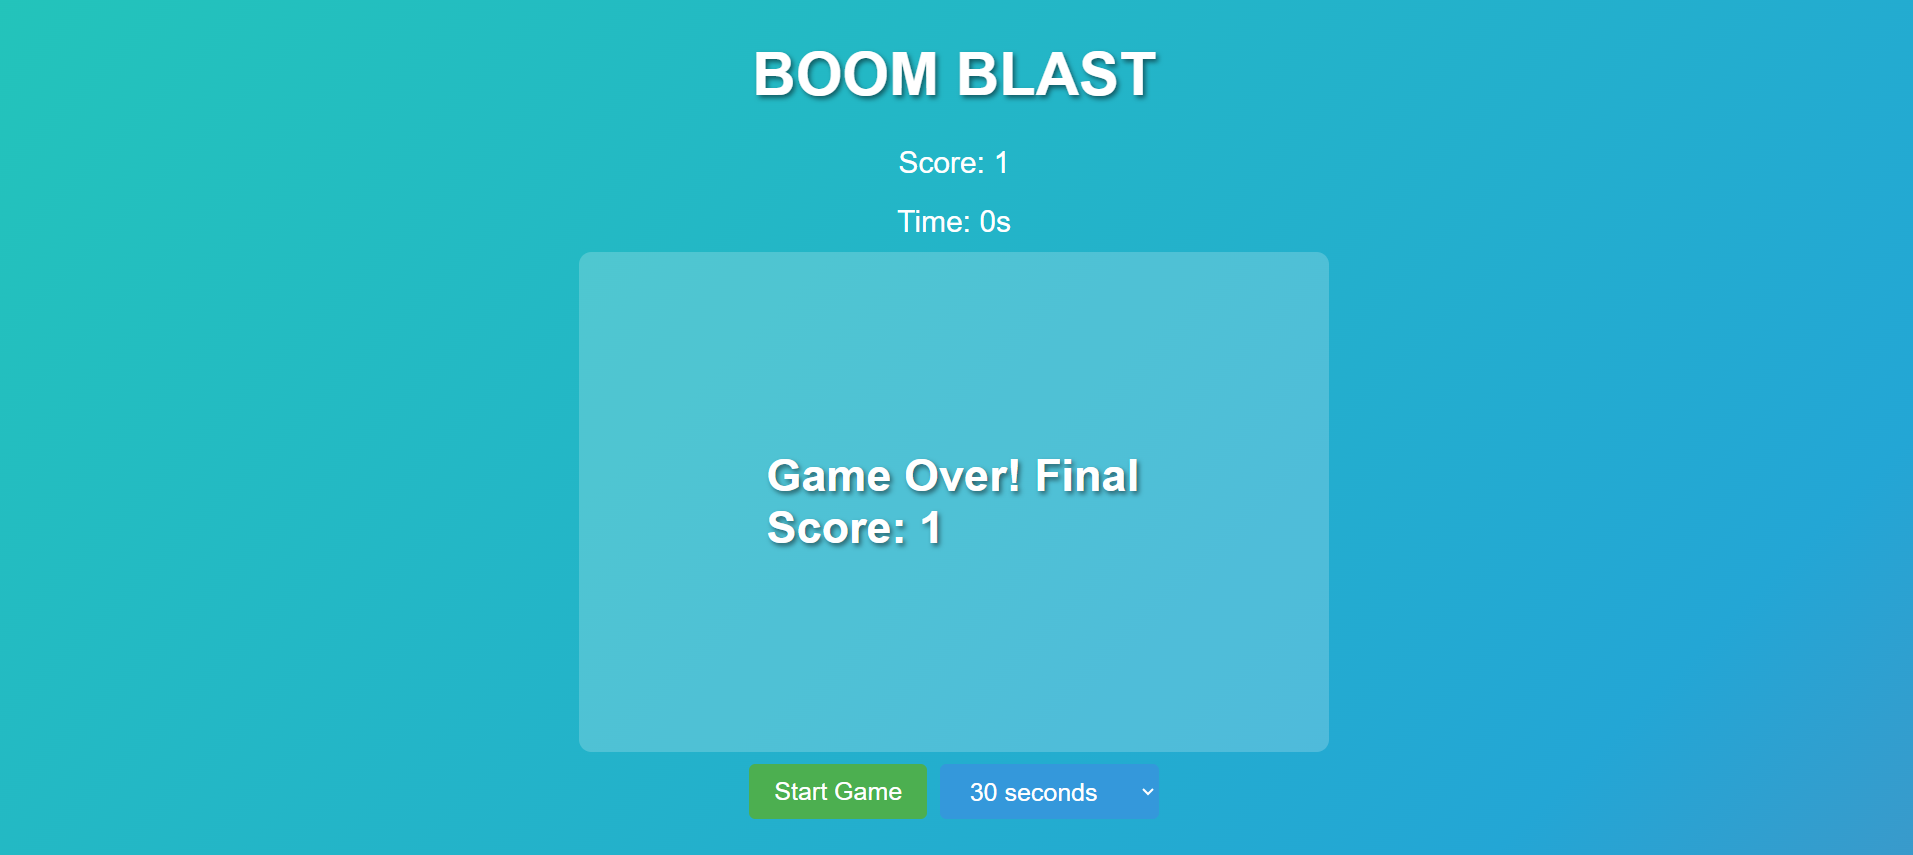 BOOM BLAST
Score: 1
Time: 0s
Game Over! Final
Score: 1
Start Game
30 seconds